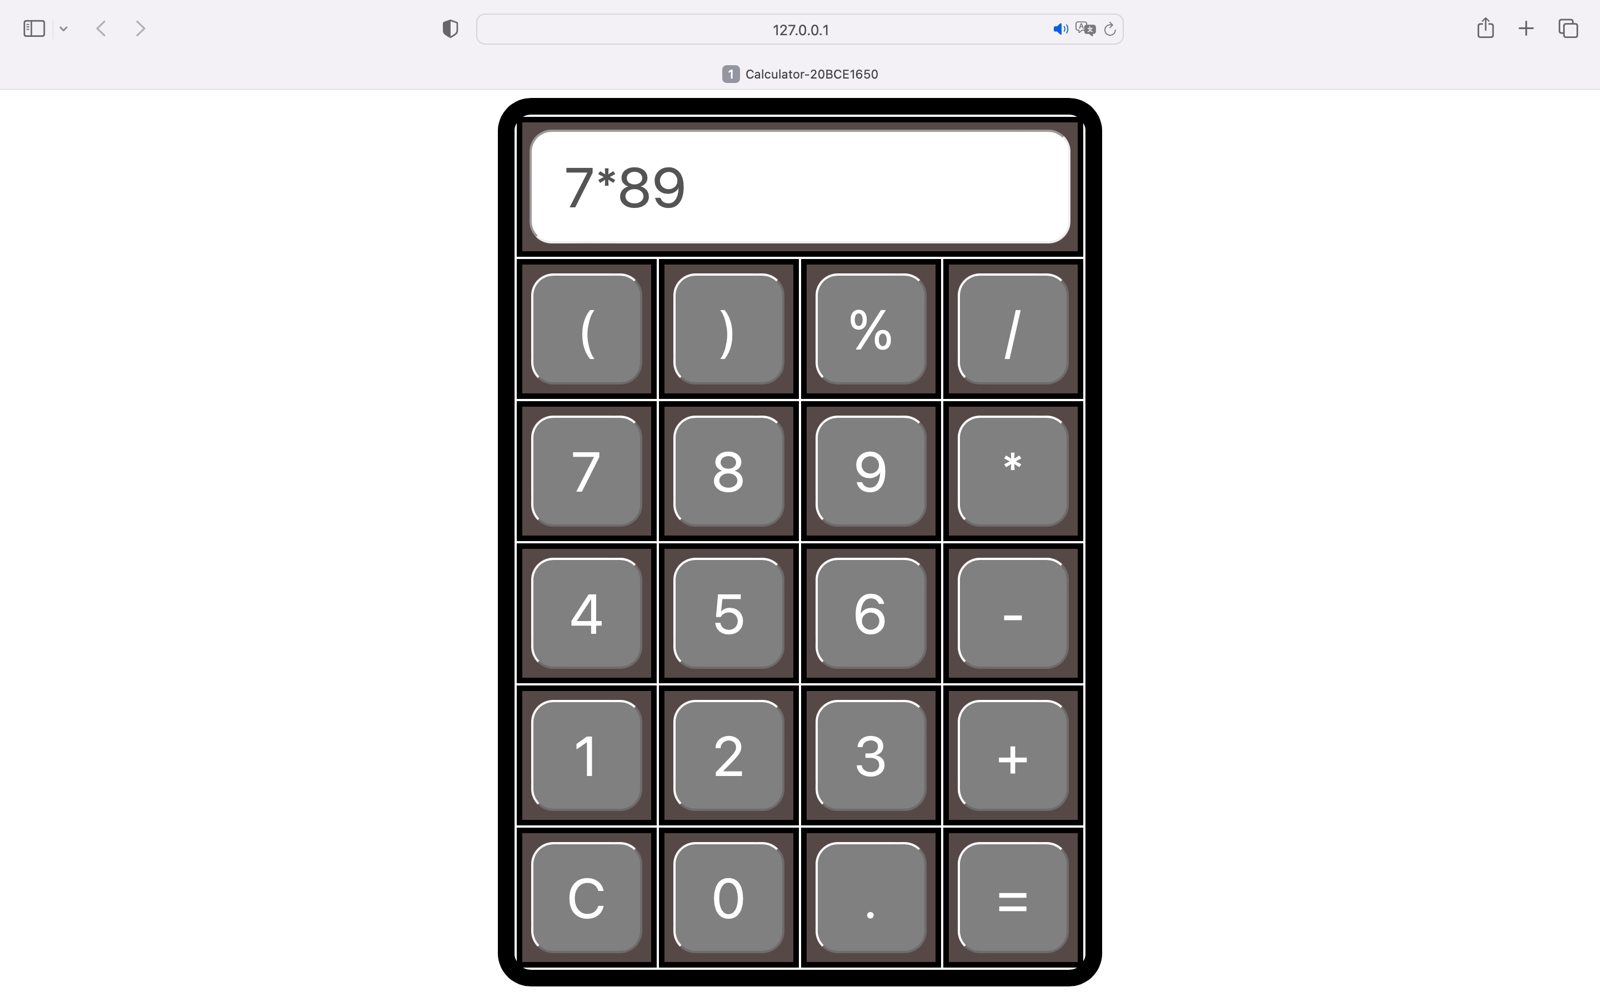 127.0.0.1
1 Calculator-20BCE1650
7*89
( ) % /
7 8 9 *
4 5 6 -
1 2 3 +
C 0 . =